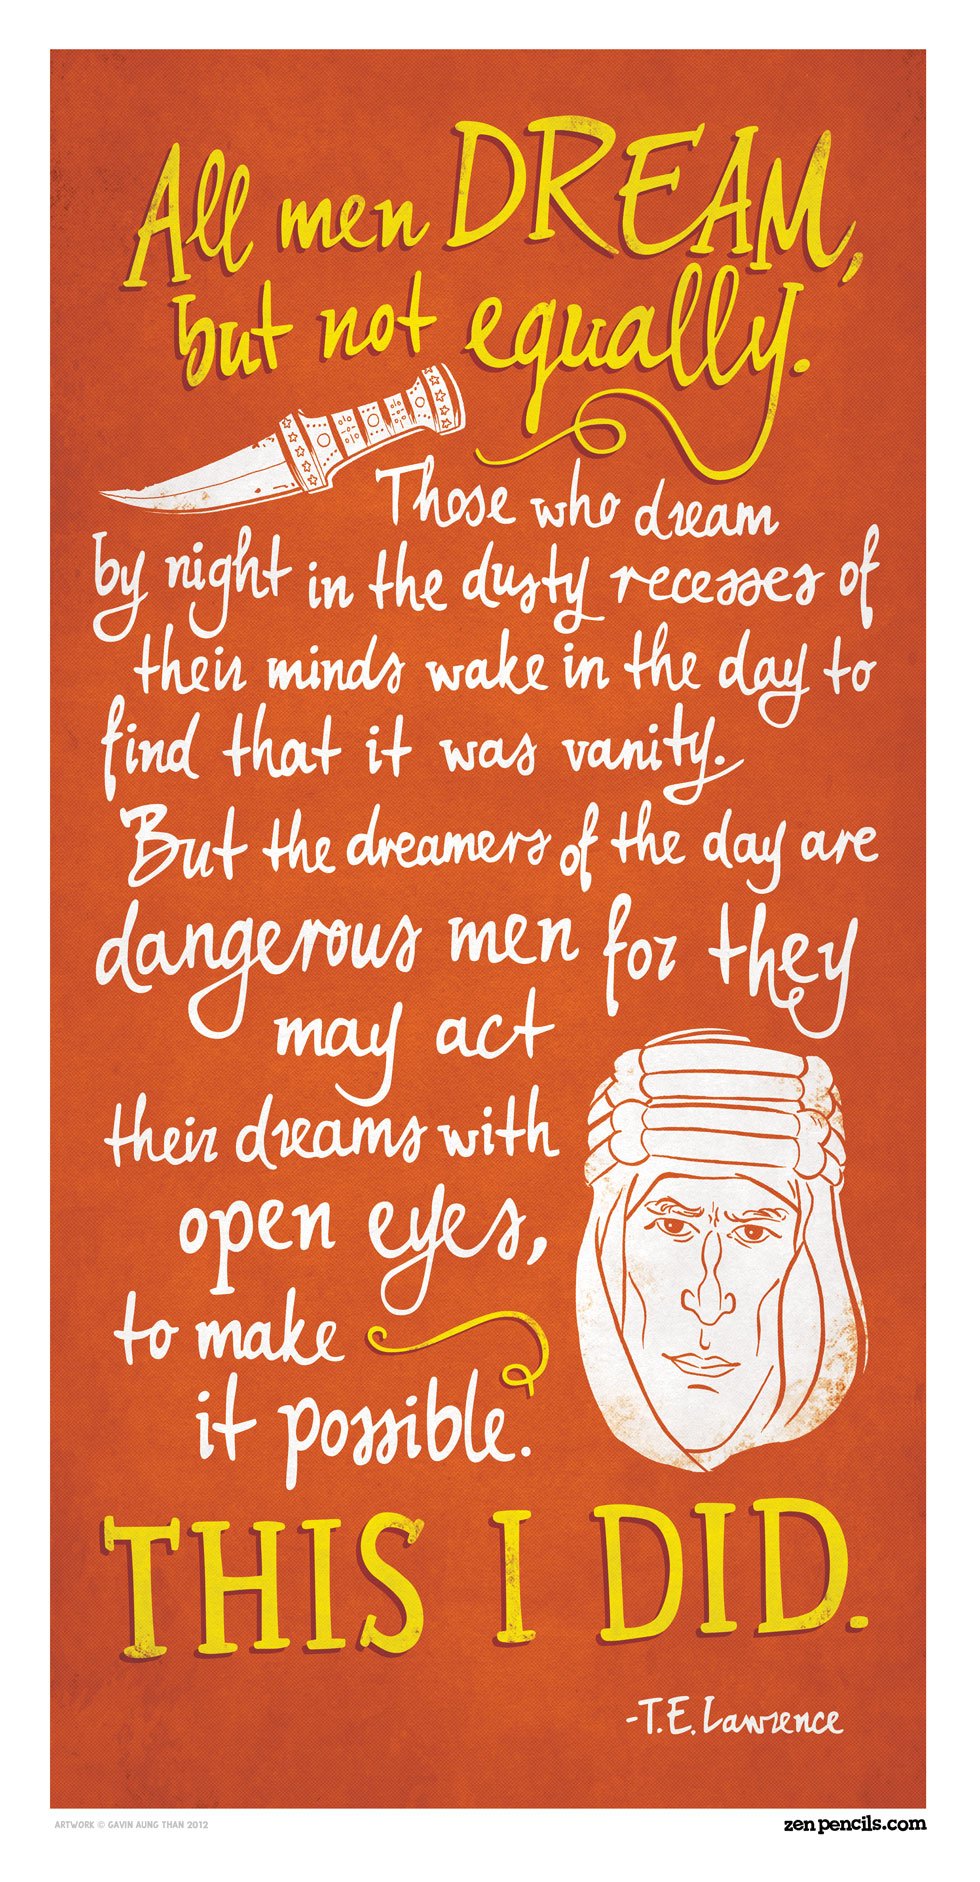 All men DREAM,
but not equally.
Those who dream
by night in the dusty recesses of
their minds wake in the day to
find that it was vanity.
But the dreamers of the day are
dangerous men for they
may act
their dreams with
open eyes,
to make
it possible.
THIS I DID.
-T.E. Lawrence
ARTWORK © GAVIN AUNG THAN 2012
zenpencils.com